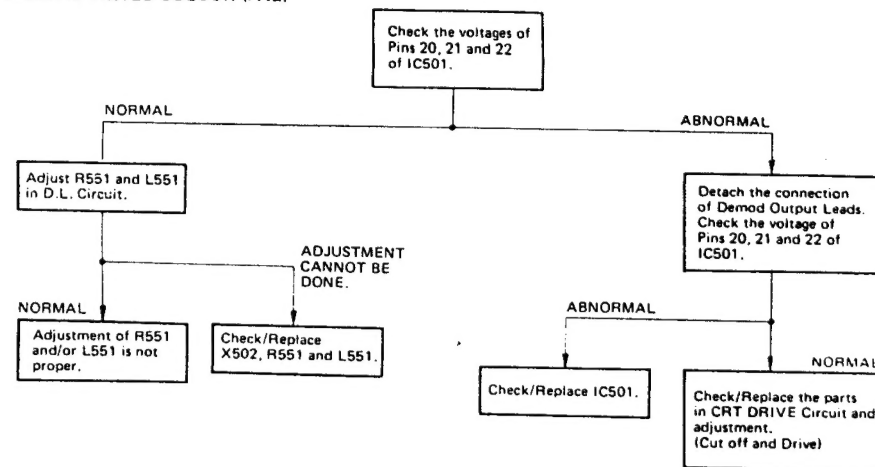 Check the voltages of
Pins 20, 21 and 22
of IC501.
NORMAL
ABNORMAL
Adjust R551 and L551
in D.L. Circuit.
Detach the connection
of Demod Output Leads.
Check the voltage of
Pins 20, 21 and 22 of
IC501.
ADJUSTMENT
CANNOT BE
DONE.
NORMAL
Adjustment of R551
and/or L551 is not
proper.
Check/Replace
X502, R551 and L551.
ABNORMAL
NORMAL
Check/Replace IC501.
Check/Replace the parts
in CRT DRIVE Circuit and
adjustment.
(Cut off and Drive)